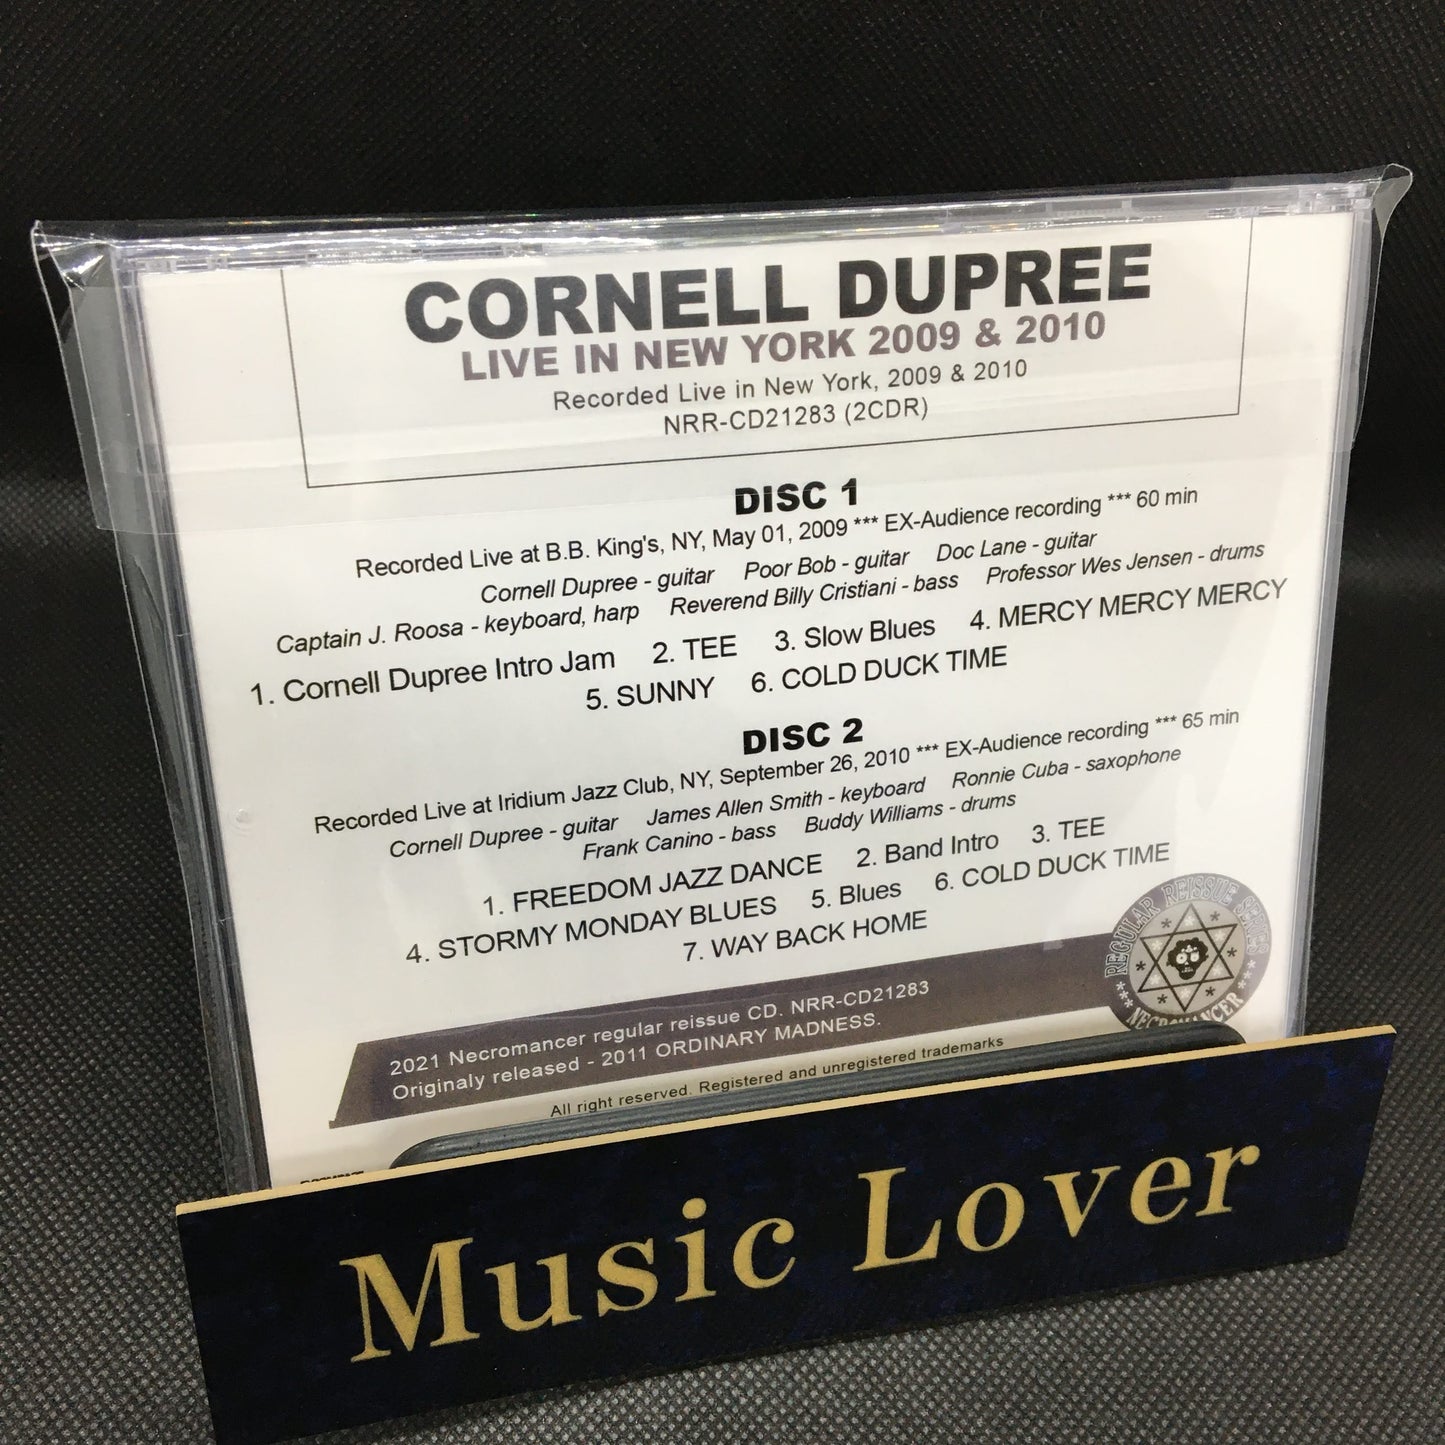 CORNELL DUPREE
LIVE IN NEW YORK 2009 & 2010
Recorded Live in New York, 2009 & 2010
NRR-CD21283 (2CDR)
DISC 1
Recorded Live at B.B. King's, NY, May 01, 2009 *** EX-Audience recording *** 60 min
Cornell Dupree - guitar Poor Bob - guitar Doc Lane - guitar
Captain J. Roosa - keyboard, harp Reverend Billy Cristiani - bass Professor Wes Jensen - drums
1. Cornell Dupree Intro Jam 2. TEE 3. Slow Blues 4. MERCY MERCY MERCY
5. SUNNY 6. COLD DUCK TIME
DISC 2
Recorded Live at Iridium Jazz Club, NY, September 26, 2010 *** EX-Audience recording *** 65 min
Cornell Dupree - guitar James Allen Smith - keyboard Ronnie Cuba - saxophone
Frank Canino - bass Buddy Williams - drums
1. FREEDOM JAZZ DANCE 2. Band Intro 3. TEE
4. STORMY MONDAY BLUES 5. Blues 6. COLD DUCK TIME
7. WAY BACK HOME
REGULAR REISSUE SERIES
*** NECROMANCER ***
2021 Necromancer regular reissue CD. NRR-CD21283
Originaly released - 2011 ORDINARY MADNESS.
All right reserved. Registered and unregistered trademarks
Music Lover